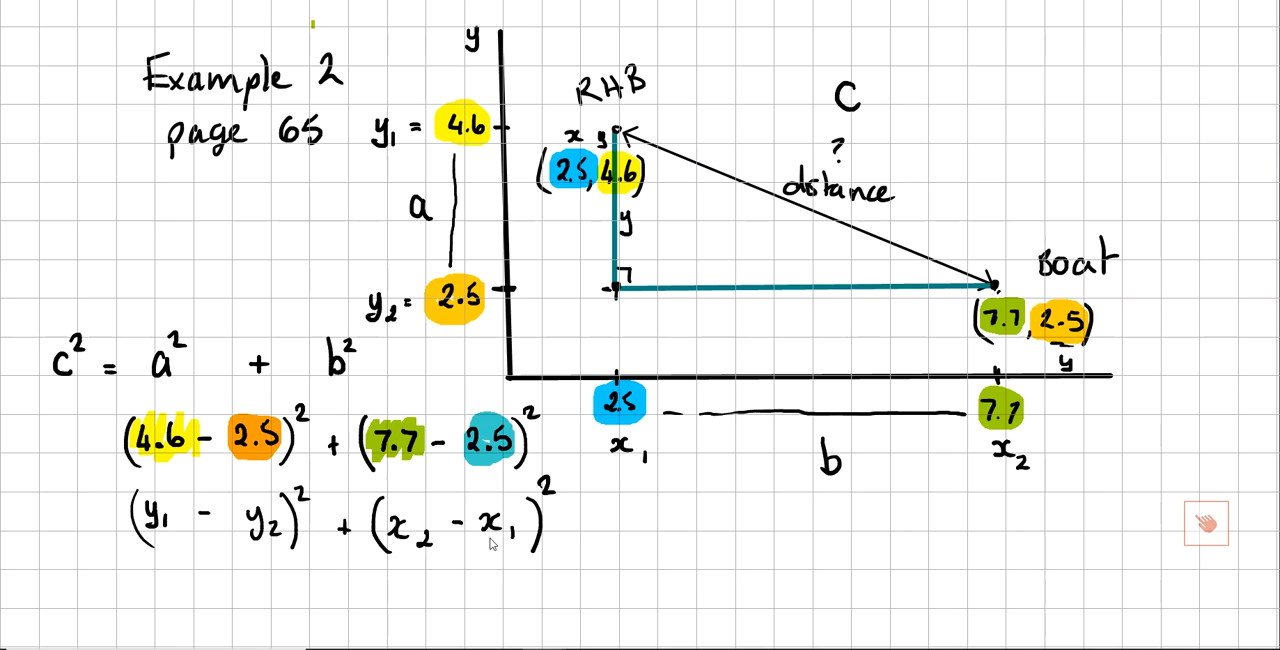 Example 2
page 65
y
y₁ = 4.6
a
y₂ = 2.5
RHB
x y
(2.5, 4.6)
y
C
?
distance
Boat
(7.7, 2.5)
y
2.5
7.7
x₁
b
x₂
c² = a² + b²
(4.6 - 2.5)² + (7.7 - 2.5)²
(y₁ - y₂)² + (x₂ - x₁)²